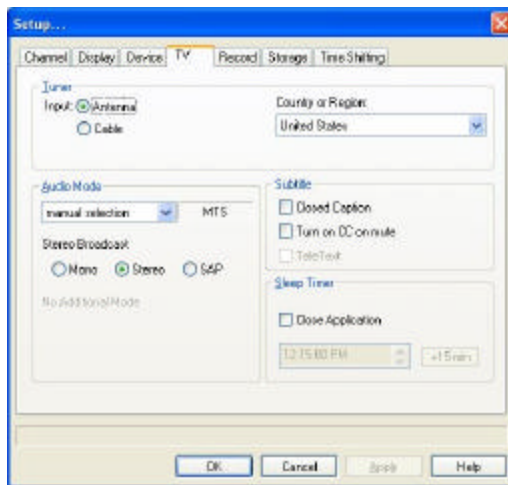 Setup...
Channel Display Device TV Record Storage Time Shifting
Tuner
Input: Antenna
Cable
Country or Region:
United States
Audio Mode
manual selection MTS
Stereo Broadcast
Mono Stereo SAP
No Additional Mode
Subtitle
Closed Caption
Turn on CC on mute
TeleText
Sleep Timer
Close Application
12:15:00 PM +15 min
OK Cancel Apply Help